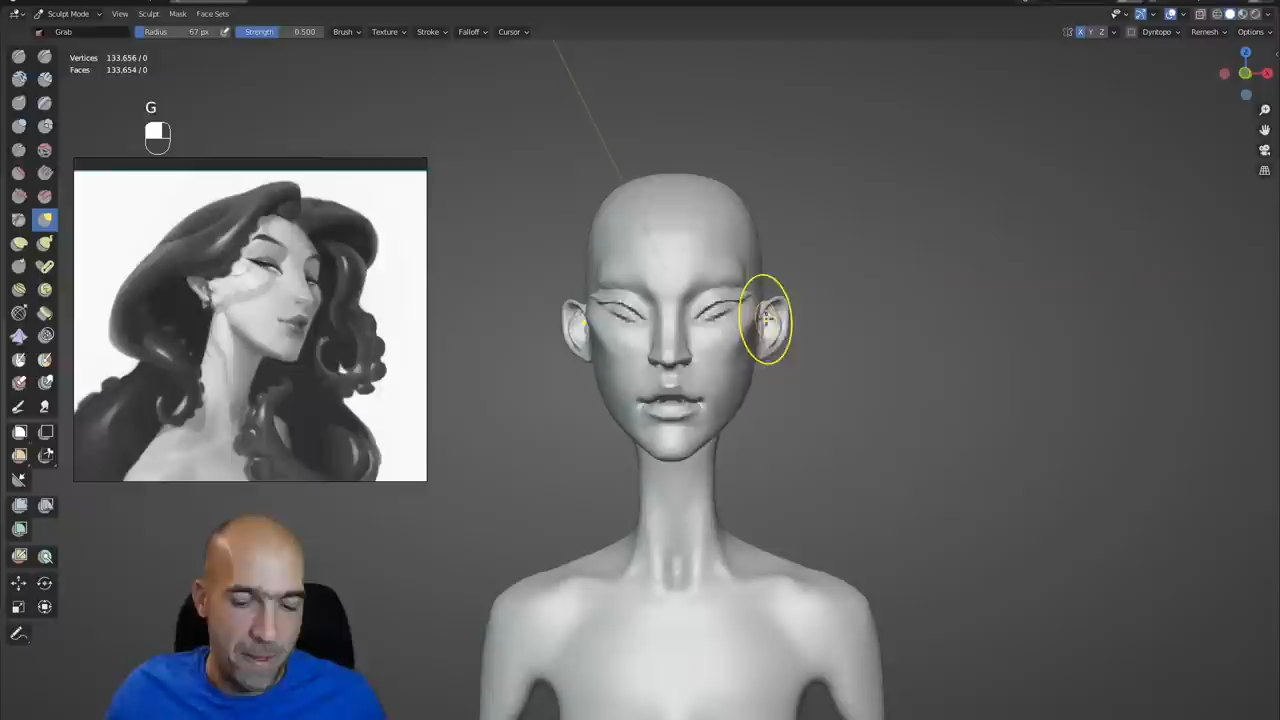 Sculpt Mode View Sculpt Mask Face Sets
Grab Radius 67 px Strength 0.500 Brush Texture Stroke Falloff Cursor X Y Z Dyntopo Remesh Options
Vertices 133,656 / 0
Faces 133,654 / 0
G
Z
X